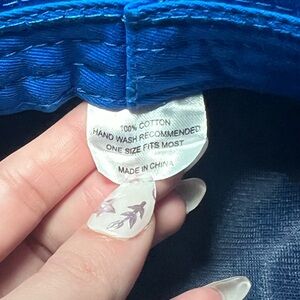 100% COTTON
HAND WASH RECOMMENDED
ONE SIZE FITS MOST
MADE IN CHINA